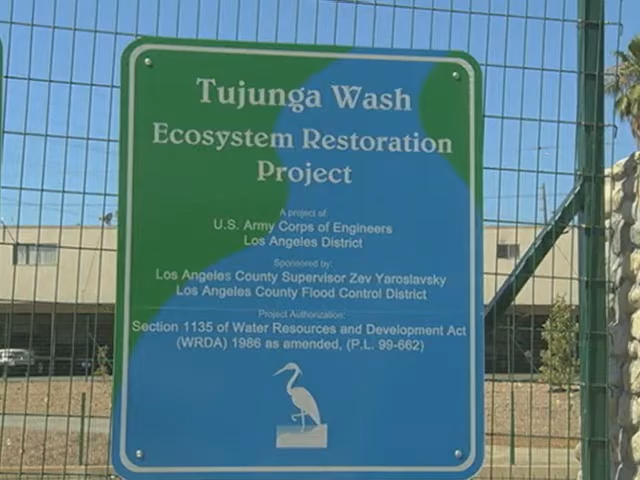 Tujunga Wash
Ecosystem Restoration
Project
A project of
U.S. Army Corps of Engineers
Los Angeles District
Sponsored by:
Los Angeles County Supervisor Zev Yaroslavsky
Los Angeles County Flood Control District
Project Authorization:
Section 1135 of Water Resources and Development Act
(WRDA) 1986 as amended, (P.L. 99-662)